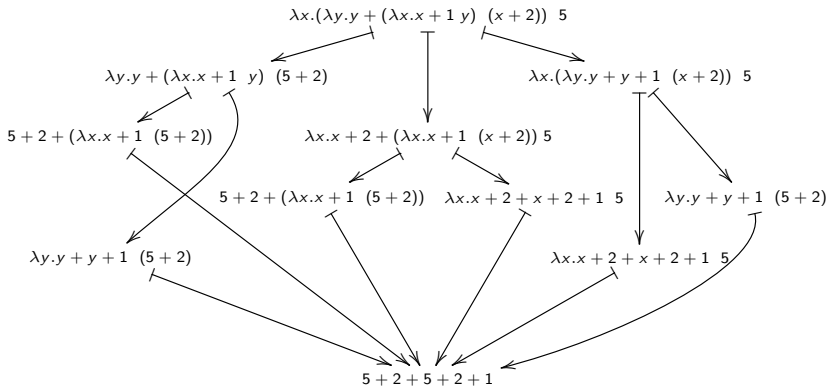 λx.(λy.y + (λx.x + 1 y) (x + 2)) 5
λy.y + (λx.x + 1 y) (5 + 2)
λx.(λy.y + y + 1 (x + 2)) 5
5 + 2 + (λx.x + 1 (5 + 2))
λx.x + 2 + (λx.x + 1 (x + 2)) 5
5 + 2 + (λx.x + 1 (5 + 2))
λx.x + 2 + x + 2 + 1 5
λy.y + y + 1 (5 + 2)
λy.y + y + 1 (5 + 2)
λx.x + 2 + x + 2 + 1 5
5 + 2 + 5 + 2 + 1